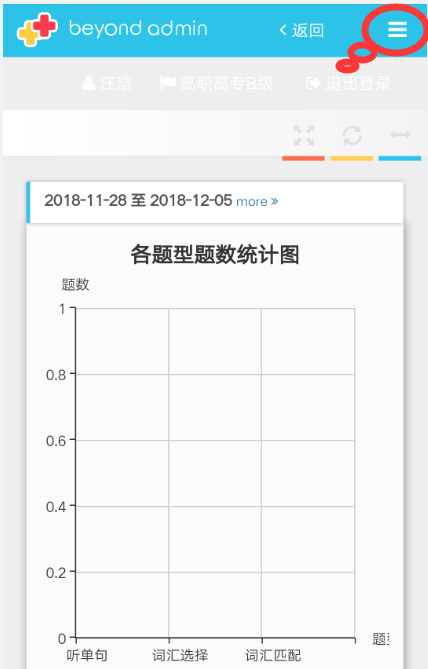 beyond admin
返回
汪浩
高职高专B级
退出登录
2018-11-28 至 2018-12-05 more »
各题型题数统计图
题数
1
0.8
0.6
0.4
0.2
0
听单句 词汇选择 词汇匹配
题